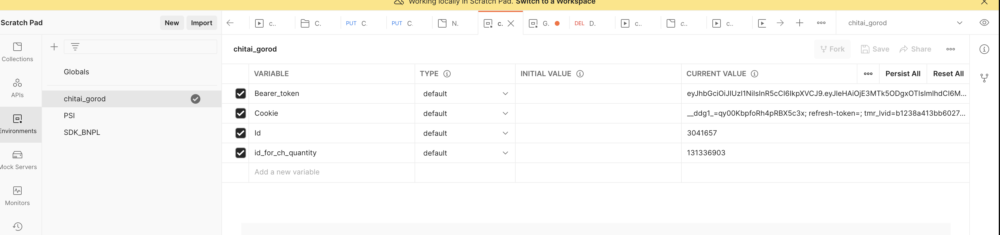 Working locally in Scratch Pad. Switch to a Workspace
Scratch Pad
New
Import
c..
C.
PUT C.
PUT C.
N.
c.
G.
DEL D.
c..
c..
c..
chitai_gorod
Collections
APIs
Environments
Mock Servers
Monitors
Globals
chitai_gorod
PSI
SDK_BNPL
chitai_gorod
Fork
Save
Share
VARIABLE TYPE INITIAL VALUE CURRENT VALUE Persist All Reset All
Bearer_token default eyJhbGciOiJIUzI1NiIsInR5cCI6IkpXVCJ9.eyJleHAiOjE3MTk5ODgxOTIsImlhdCI6M...
Cookie default __ddg1_=qy00KbpfoRh4pRBX5c3x; refresh-token=; tmr_lvid=b1238a413bb6027...
Id default 3041657
id_for_ch_quantity default 131336903
Add a new variable